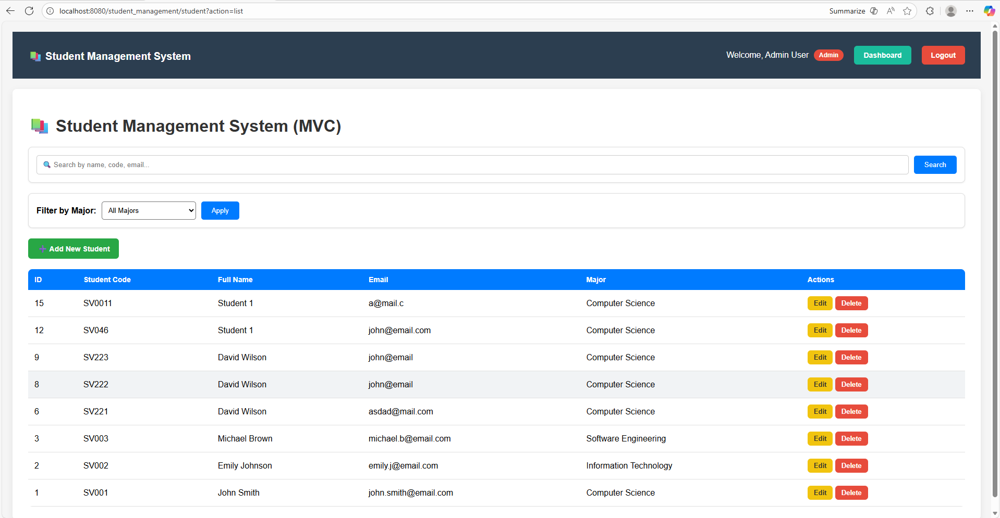 localhost:8080/student_management/student?action=list
Summarize
Student Management System
Welcome, Admin User Admin Dashboard Logout
Student Management System (MVC)
Search by name, code, email... Search
Filter by Major: All Majors Apply
Add New Student
ID Student Code Full Name Email Major Actions
15 SV0011 Student 1 a@mail.c Computer Science Edit Delete
12 SV046 Student 1 john@email.com Computer Science Edit Delete
9 SV223 David Wilson john@email Computer Science Edit Delete
8 SV222 David Wilson john@email Computer Science Edit Delete
6 SV221 David Wilson asdad@mail.com Computer Science Edit Delete
3 SV003 Michael Brown michael.b@email.com Software Engineering Edit Delete
2 SV002 Emily Johnson emily.j@email.com Information Technology Edit Delete
1 SV001 John Smith john.smith@email.com Computer Science Edit Delete